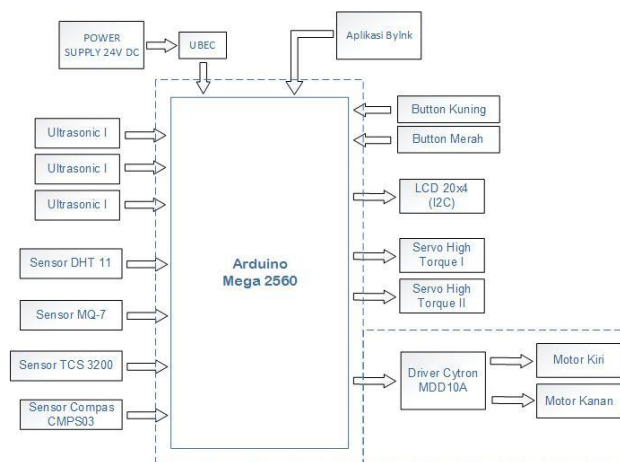 POWER
SUPPLY 24V DC
UBEC
Aplikasi Bylnk
Ultrasonic I
Ultrasonic I
Ultrasonic I
Sensor DHT 11
Sensor MQ-7
Sensor TCS 3200
Sensor Compas
CMPS03
Arduino
Mega 2560
Button Kuning
Button Merah
LCD 20x4
(I2C)
Servo High
Torque I
Servo High
Torque II
Driver Cytron
MDD10A
Motor Kiri
Motor Kanan